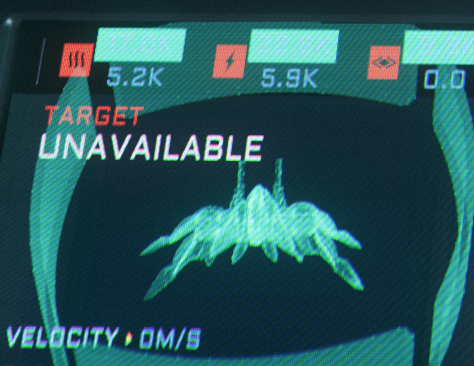 5.2K
5.9K
0.0
TARGET
UNAVAILABLE
VELOCITY 0M/S